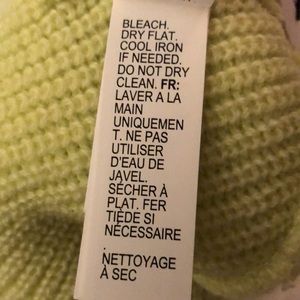 BLEACH.
DRY FLAT.
COOL IRON
IF NEEDED.
DO NOT DRY
CLEAN. FR:
LAVER A LA
MAIN
UNIQUEMEN
T. NE PAS
UTILISER
D'EAU DE
JAVEL.
SÉCHER À
PLAT. FER
TIÈDE SI
NÉCESSAIRE
.
NETTOYAGE
À SEC